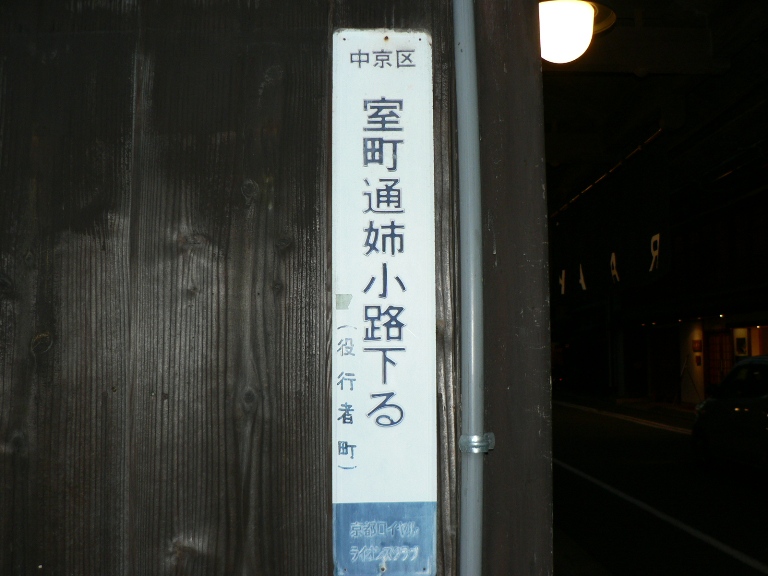 中京区
室町通姉小路下る
（役行者町）
京都ロイヤル
ライオンズクラブ